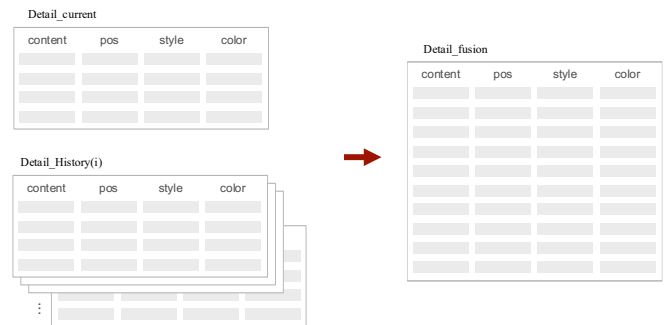 Detail_current
content pos style color
Detail_History(i)
content pos style color
⋮
Detail_fusion
content pos style color